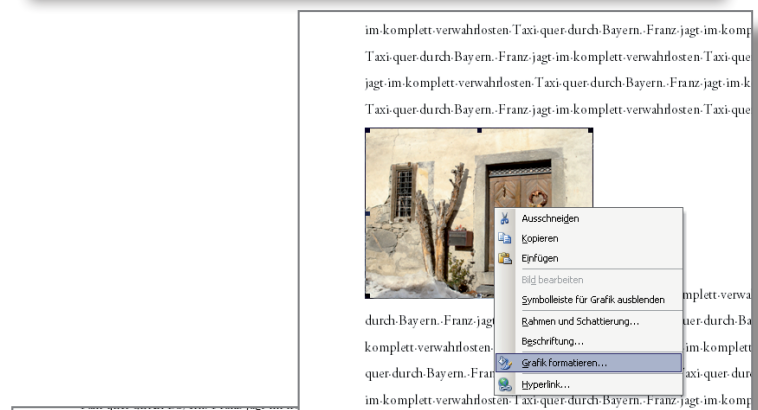 im·komplett·verwahrlosten·Taxi·quer·durch·Bayern.·Franz·jagt·im·komp
Taxi·quer·durch·Bayern.·Franz·jagt·im·komplett·verwahrlosten·Taxi·que
jagt·im·komplett·verwahrlosten·Taxi·quer·durch·Bayern.·Franz·jagt·im·k
Taxi·quer·durch·Bayern.·Franz·jagt·im·komplett·verwahrlosten·Taxi·que
Ausschneiden
Kopieren
Einfügen
Bild bearbeiten
Symbolleiste für Grafik ausblenden
Rahmen und Schattierung...
Beschriftung...
Grafik formatieren...
Hyperlink...
mplett·verwa
durch·Bayern.·Franz·jagt uer·durch·Ba
komplett·verwahrlosten· im·komplett
quer·durch·Bayern.·Fran axi·quer·dur
im·komplett·verwahrlosten·Taxi·quer·durch·Bayern.·Franz·jagt·im·komp